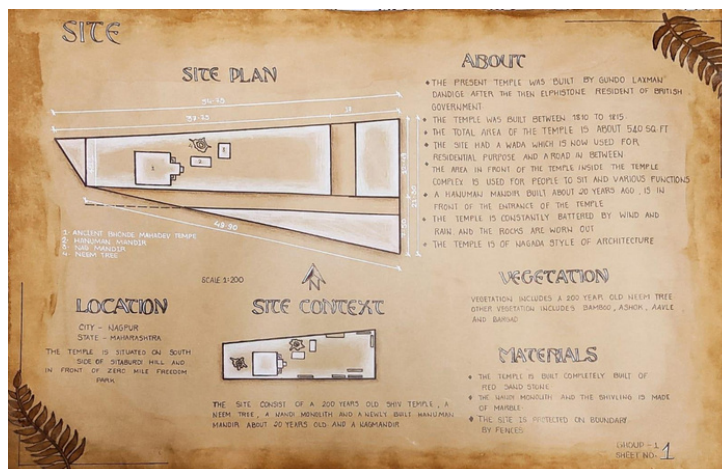 SITE
SITE PLAN
1
2
3
1- ANCIENT BHONDE MAHADEV TEMPLE
2- HANUMAN MANDIR
3- NAG MANDIR
4- NEEM TREE
SCALE 1:200
ABOUT
THE PRESENT TEMPLE WAS BUILT BY GUNDO LAXMAN
DANDIGE AFTER THE THEN ELPHISTONE RESIDENT OF BRITISH
GOVERNMENT
THE TEMPLE WAS BUILT BETWEEN 1810 TO 1815.
THE TOTAL AREA OF THE TEMPLE IS ABOUT 540 SQ FT
THE SITE HAD A WADA WHICH IS NOW USED FOR
RESIDENTIAL PURPOSE AND A ROAD IN BETWEEN
THE AREA IN FRONT OF THE TEMPLE INSIDE THE TEMPLE
COMPLEX IS USED FOR PEOPLE TO SIT AND VARIOUS FUNCTIONS
A HANUMAN MANDIR BUILT ABOUT 20 YEARS AGO, IS IN
FRONT OF THE ENTRANCE OF THE TEMPLE
THE TEMPLE IS CONSTANTLY BATTERED BY WIND AND
RAIN AND THE ROCKS ARE WORN OUT
THE TEMPLE IS OF NAGADA STYLE OF ARCHITECTURE
LOCATION
CITY - NAGPUR
STATE - MAHARASHTRA
THE TEMPLE IS SITUATED ON SOUTH
SIDE OF SITABURDI HILL AND
IN FRONT OF ZERO MILE FREEDOM
PARK
SITE CONTEXT
THE SITE CONSIST OF A 200 YEARS OLD SHIV TEMPLE, A
NEEM TREE, A NANDI MONOLITH AND A NEWLY BUILT HANUMAN
MANDIR ABOUT 20 YEARS OLD AND A NAGMANDIR
VEGETATION
VEGETATION INCLUDES A 200 YEAR OLD NEEM TREE
OTHER VEGETATION INCLUDES BAMBOO, ASHOK, AAVLE
AND BARGAD
MATERIALS
THE TEMPLE IS BUILT COMPLETELY BUILT OF
RED SAND STONE
THE NANDI MONOLITH AND THE SHIVLING IS MADE
OF MARBLE
THE SITE IS PROTECTED ON BOUNDARY
BY FENCES
GROUP - 1
SHEET NO - 1